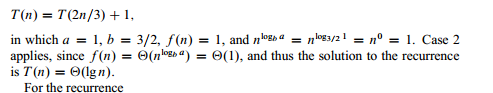 T(n) = T(2n/3) + 1,
in which a = 1, b = 3/2, f(n) = 1, and n^{log_b a} = n^{log_{3/2} 1} = n^0 = 1. Case 2
applies, since f(n) = Θ(n^{log_b a}) = Θ(1), and thus the solution to the recurrence
is T(n) = Θ(lg n).
For the recurrence